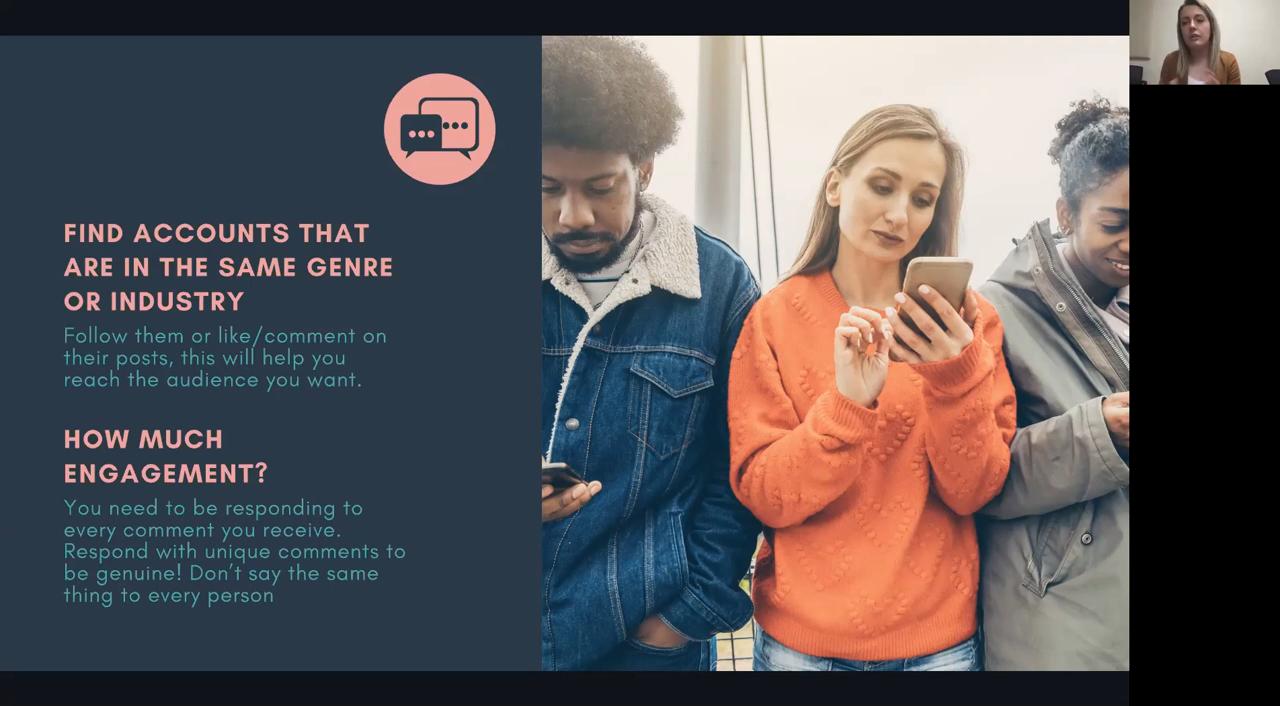 FIND ACCOUNTS THAT
ARE IN THE SAME GENRE
OR INDUSTRY
Follow them or like/comment on
their posts, this will help you
reach the audience you want.
HOW MUCH
ENGAGEMENT?
You need to be responding to
every comment you receive.
Respond with unique comments to
be genuine! Don't say the same
thing to every person